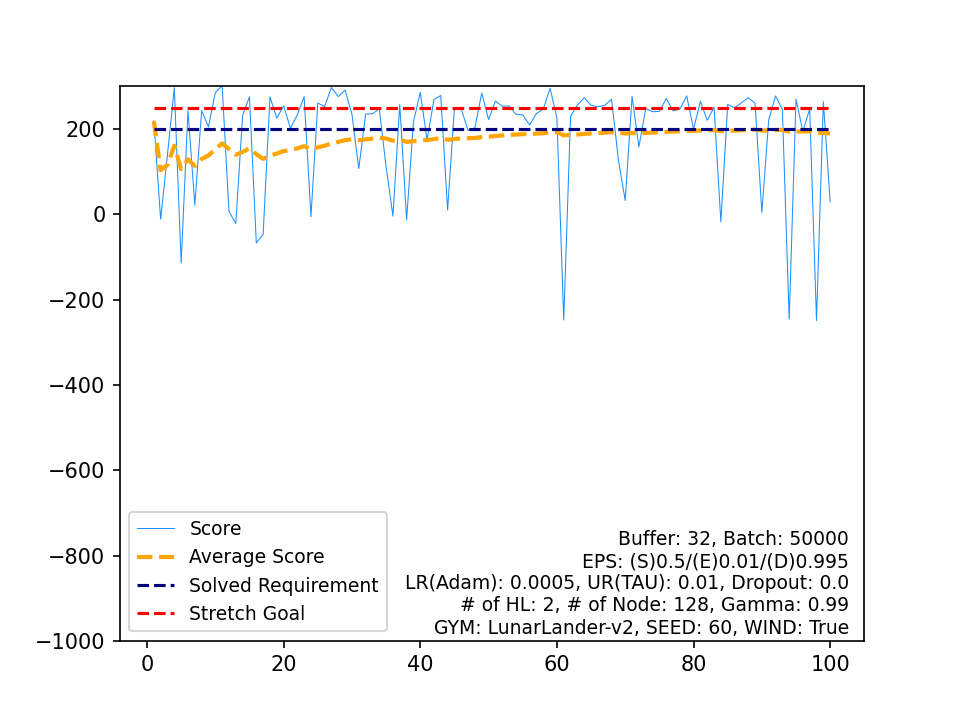 200
0
−200
−400
−600
−800
−1000
0
20
40
60
80
100
Score
Average Score
Solved Requirement
Stretch Goal
Buffer: 32, Batch: 50000
EPS: (S)0.5/(E)0.01/(D)0.995
LR(Adam): 0.0005, UR(TAU): 0.01, Dropout: 0.0
# of HL: 2, # of Node: 128, Gamma: 0.99
GYM: LunarLander-v2, SEED: 60, WIND: True